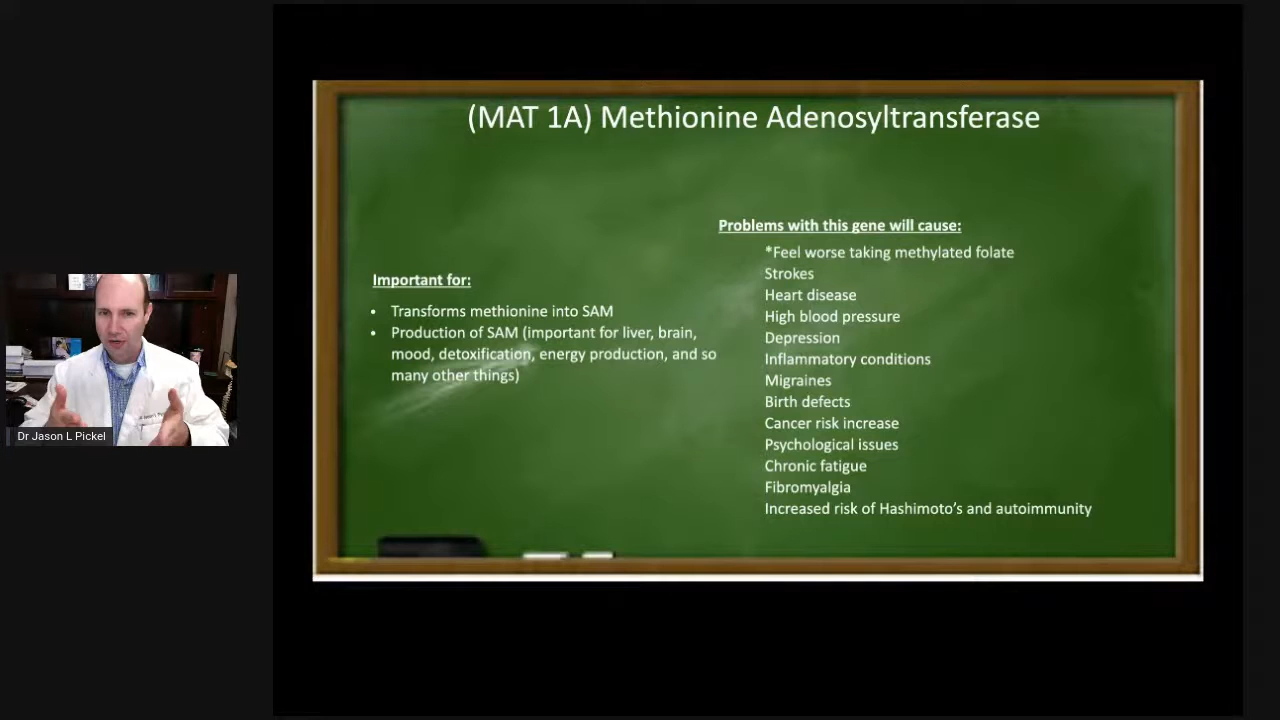 (MAT 1A) Methionine Adenosyltransferase
Important for:
• Transforms methionine into SAM
• Production of SAM (important for liver, brain,
mood, detoxification, energy production, and so
many other things)
Problems with this gene will cause:
*Feel worse taking methylated folate
Strokes
Heart disease
High blood pressure
Depression
Inflammatory conditions
Migraines
Birth defects
Cancer risk increase
Psychological issues
Chronic fatigue
Fibromyalgia
Increased risk of Hashimoto’s and autoimmunity
Dr Jason L Pickel